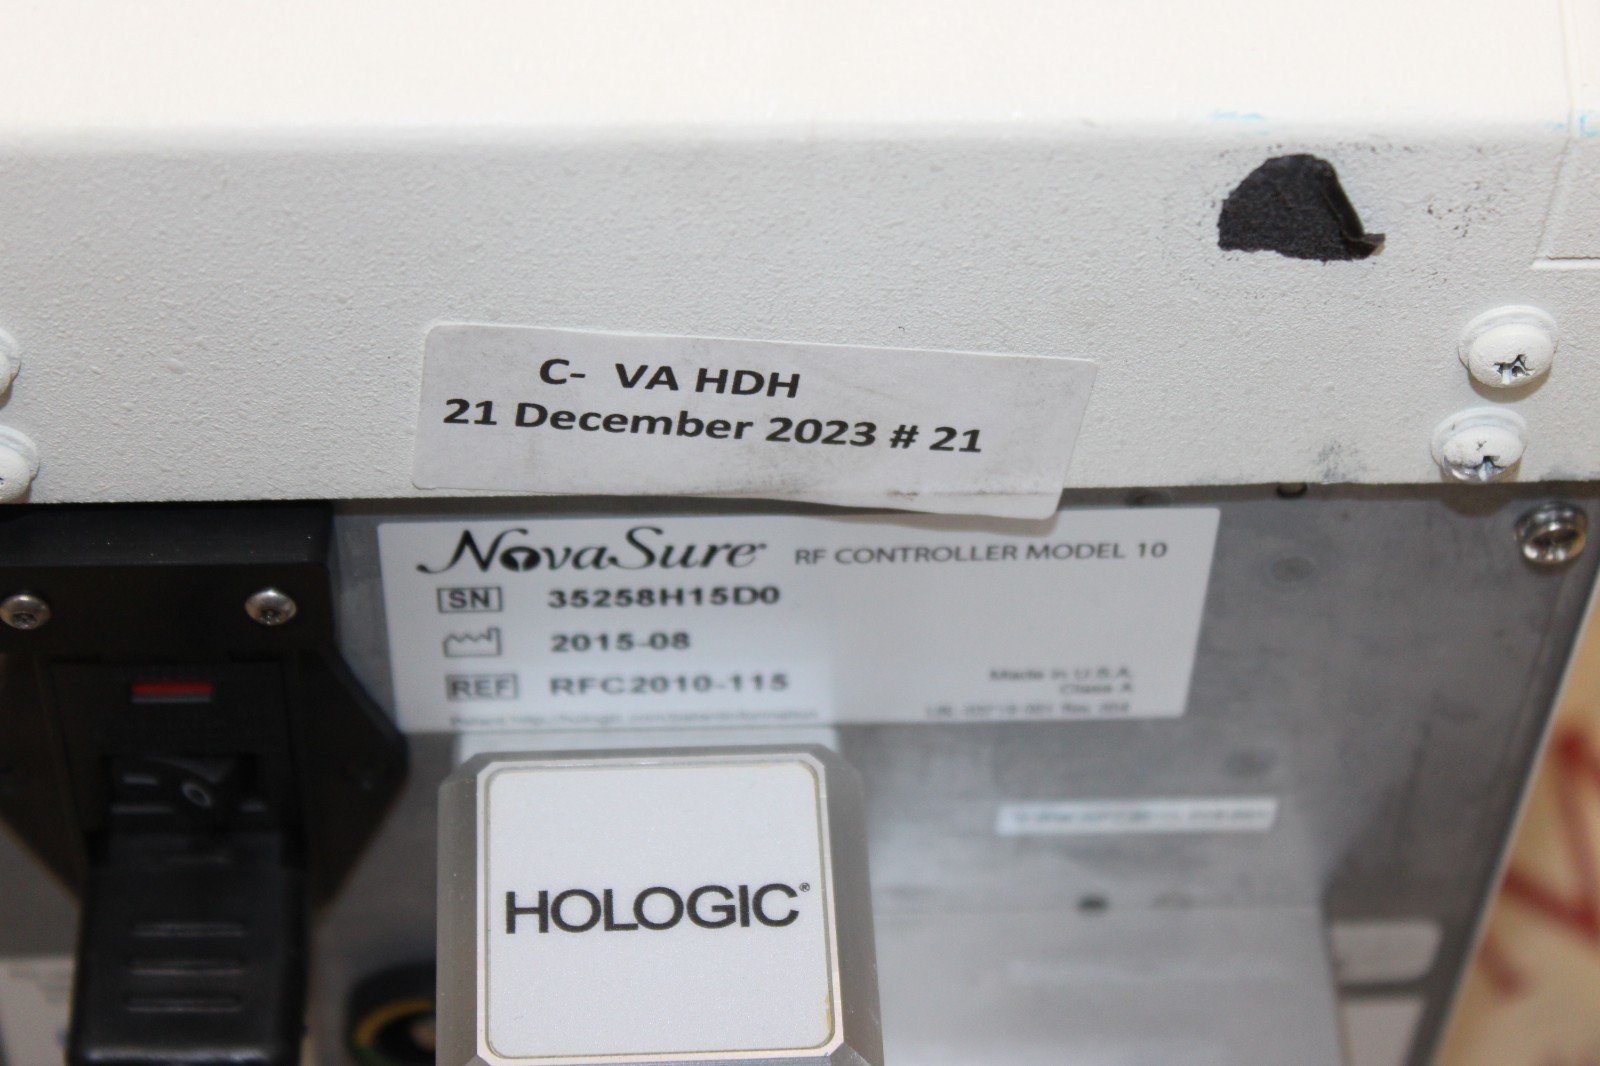 C- VA HDH
21 December 2023 # 21
NovaSure RF CONTROLLER MODEL 10
SN 35258H15D0
2015-08
REF RFC2010-115
Made in U.S.A.
Class A
HOLOGIC®